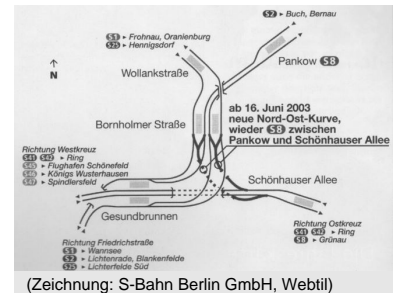 S2 ▸ Buch, Bernau
S1 ▸ Frohnau, Oranienburg
S25 ▸ Hennigsdorf
N
Wollankstraße
Pankow S8
ab 16. Juni 2003
neue Nord-Ost-Kurve,
wieder S8 zwischen
Pankow und Schönhauser Allee
Bornholmer Straße
Richtung Westkreuz
S41 S42 ▸ Ring
S45 ▸ Flughafen Schönefeld
S46 ▸ Königs Wusterhausen
S47 ▸ Spindlersfeld
Schönhauser Allee
Gesundbrunnen
Richtung Ostkreuz
S41 S42 ▸ Ring
S8 ▸ Grünau
Richtung Friedrichstraße
S1 ▸ Wannsee
S2 ▸ Lichtenrade, Blankenfelde
S25 ▸ Lichterfelde Süd
(Zeichnung: S-Bahn Berlin GmbH, Webtil)